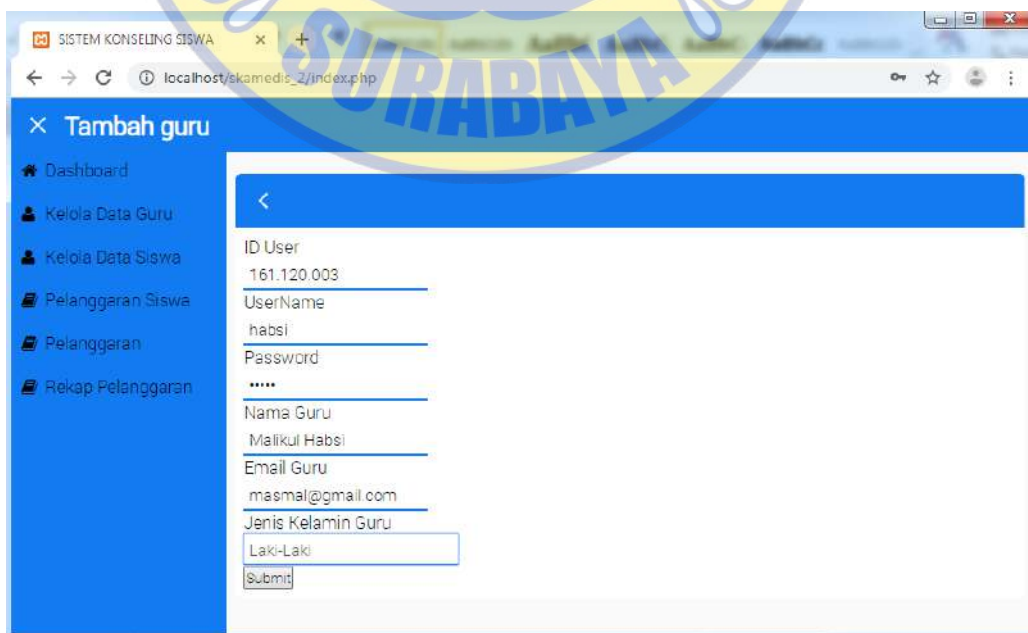 SISTEM KONSELING SISWA
localhost/skamedis_2/index.php
SURABAYA
Tambah guru
Dashboard
Kelola Data Guru
Kelola Data Siswa
Pelanggaran Siswa
Pelanggaran
Rekap Pelanggaran
ID User
161.120.003
UserName
habsi
Password
•••••
Nama Guru
Malikul Habsi
Email Guru
masmal@gmail.com
Jenis Kelamin Guru
Laki-Laki
Submit